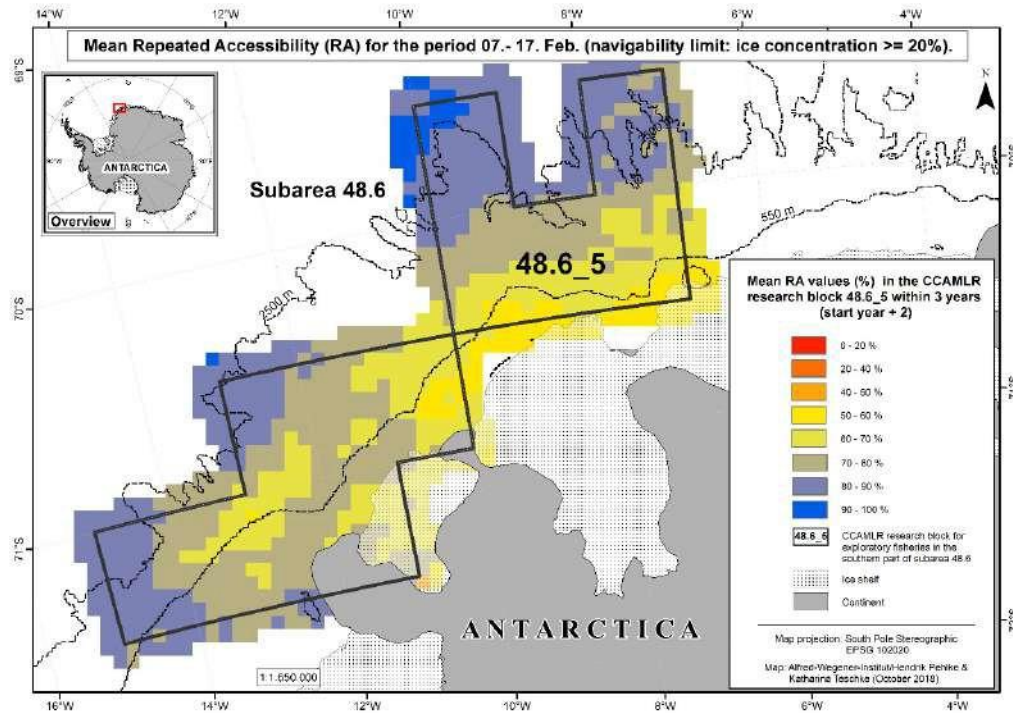 14°W 12°W 10°W 8°W 6°W 4°W
Mean Repeated Accessibility (RA) for the period 07.- 17. Feb. (navigability limit: ice concentration >= 20%).
69°S
N
ANTARCTICA
Overview
Subarea 48.6
70°S
550 m
48.6_5
2500 m
70°S
71°S
71°S
72°S
Mean RA values (%) in the CCAMLR
research block 48.6_5 within 3 years
(start year + 2)
0 - 20 %
20 - 40 %
40 - 50 %
50 - 60 %
60 - 70 %
70 - 80 %
80 - 90 %
90 - 100 %
48.6_5
CCAMLR research block for
exploratory fisheries in the
southern part of subarea 48.6
Ice shelf
Continent
Map projection: South Pole Stereographic
EPSG 102020
Map: Alfred-Wegener-Institut/Hendrik Pehlke &
Katharina Teschke (October 2018)
ANTARCTICA
1:1.650.000
16°W 14°W 12°W 10°W 8°W 6°W 4°W